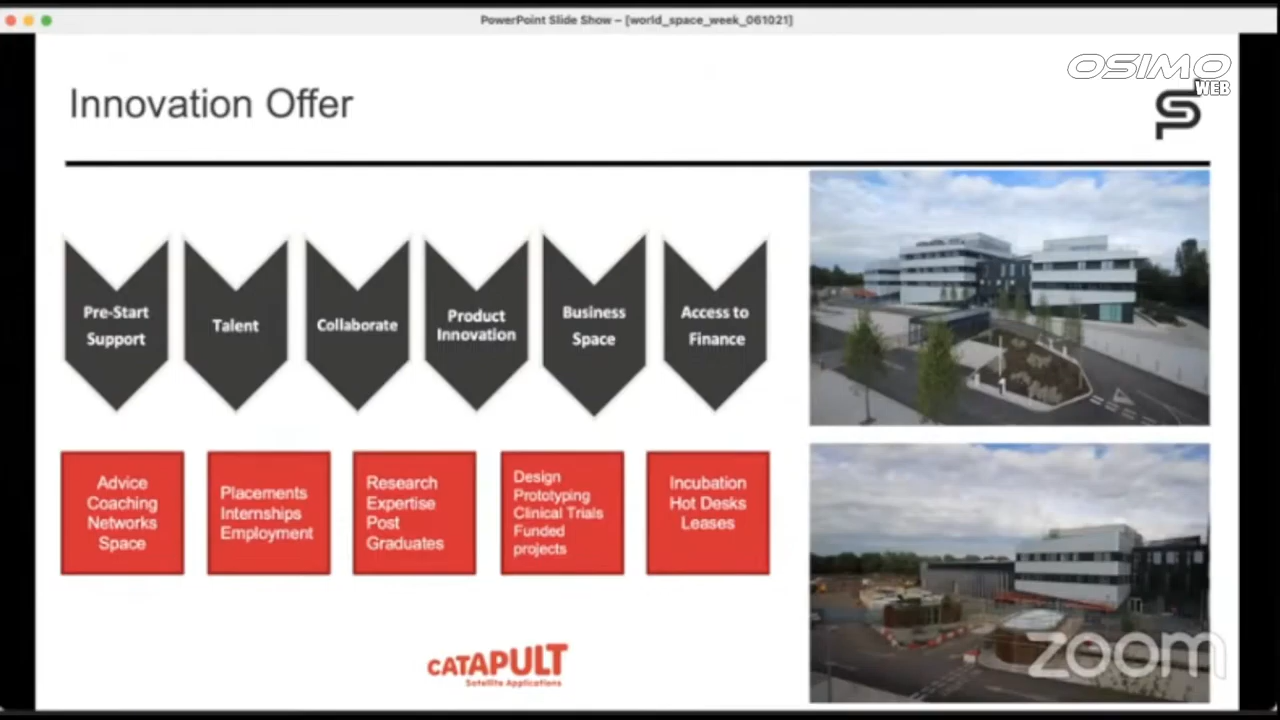 PowerPoint Slide Show – [world_space_week_061021]
OSIMO
WEB
Innovation Offer
Pre-Start
Support
Talent
Collaborate
Product
Innovation
Business
Space
Access to
Finance
Advice
Coaching
Networks
Space
Placements
Internships
Employment
Research
Expertise
Post
Graduates
Design
Prototyping
Clinical Trials
Funded
projects
Incubation
Hot Desks
Leases
CATAPULT
Satellite Applications
zoom